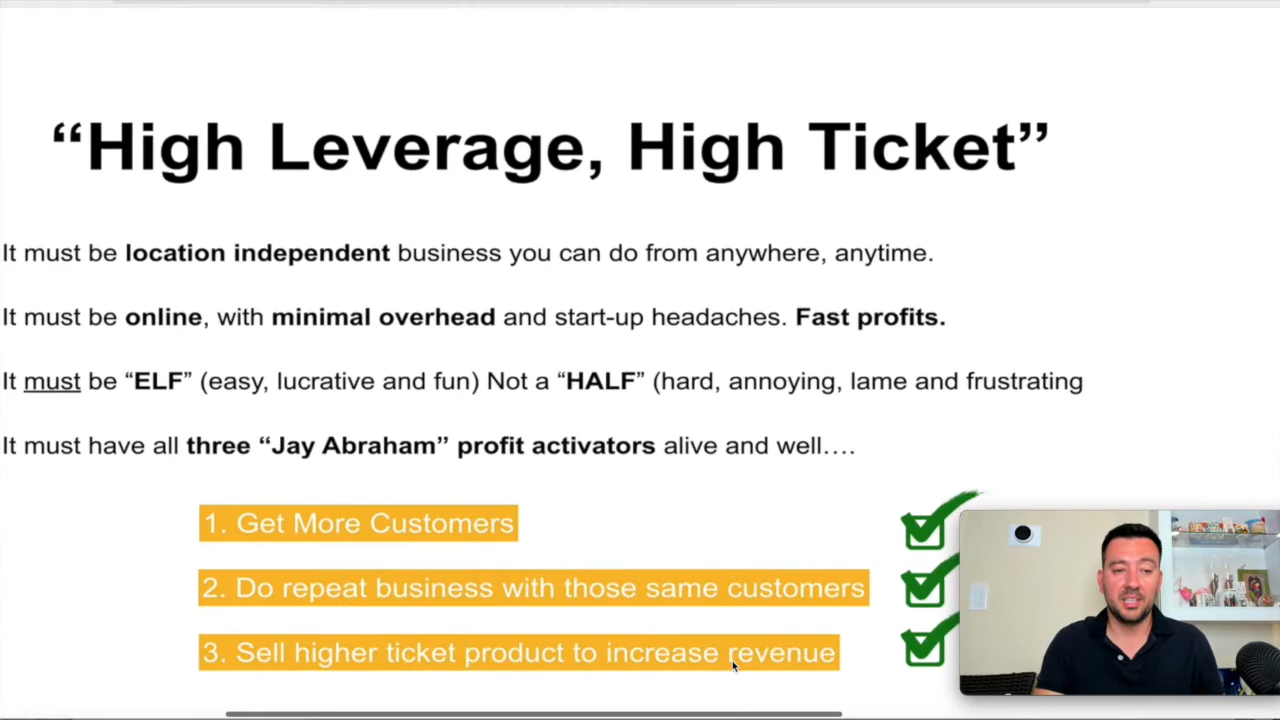 “High Leverage, High Ticket”
It must be location independent business you can do from anywhere, anytime.
It must be online, with minimal overhead and start-up headaches. Fast profits.
It must be “ELF” (easy, lucrative and fun) Not a “HALF” (hard, annoying, lame and frustrating
It must have all three “Jay Abraham” profit activators alive and well….
1. Get More Customers
2. Do repeat business with those same customers
3. Sell higher ticket product to increase revenue